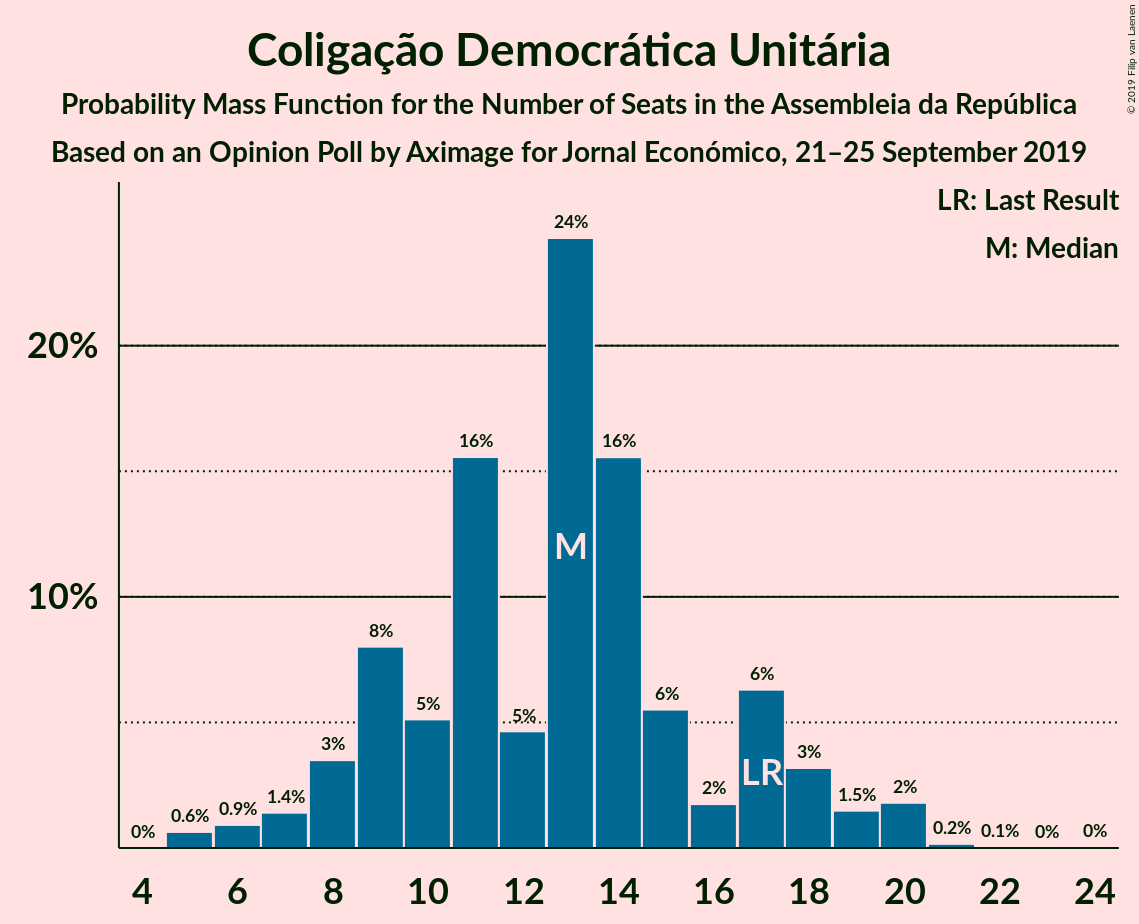 Coligação Democrática Unitária
Probability Mass Function for the Number of Seats in the Assembleia da República
Based on an Opinion Poll by Aximage for Jornal Económico, 21–25 September 2019
© 2019 Filip van Laenen
LR: Last Result
M: Median
20%
10%
0%
0.6%
0.9%
1.4%
3%
8%
5%
16%
5%
24%
16%
6%
2%
6%
3%
1.5%
2%
0.2%
0.1%
0%
0%
M
LR
4 6 8 10 12 14 16 18 20 22 24